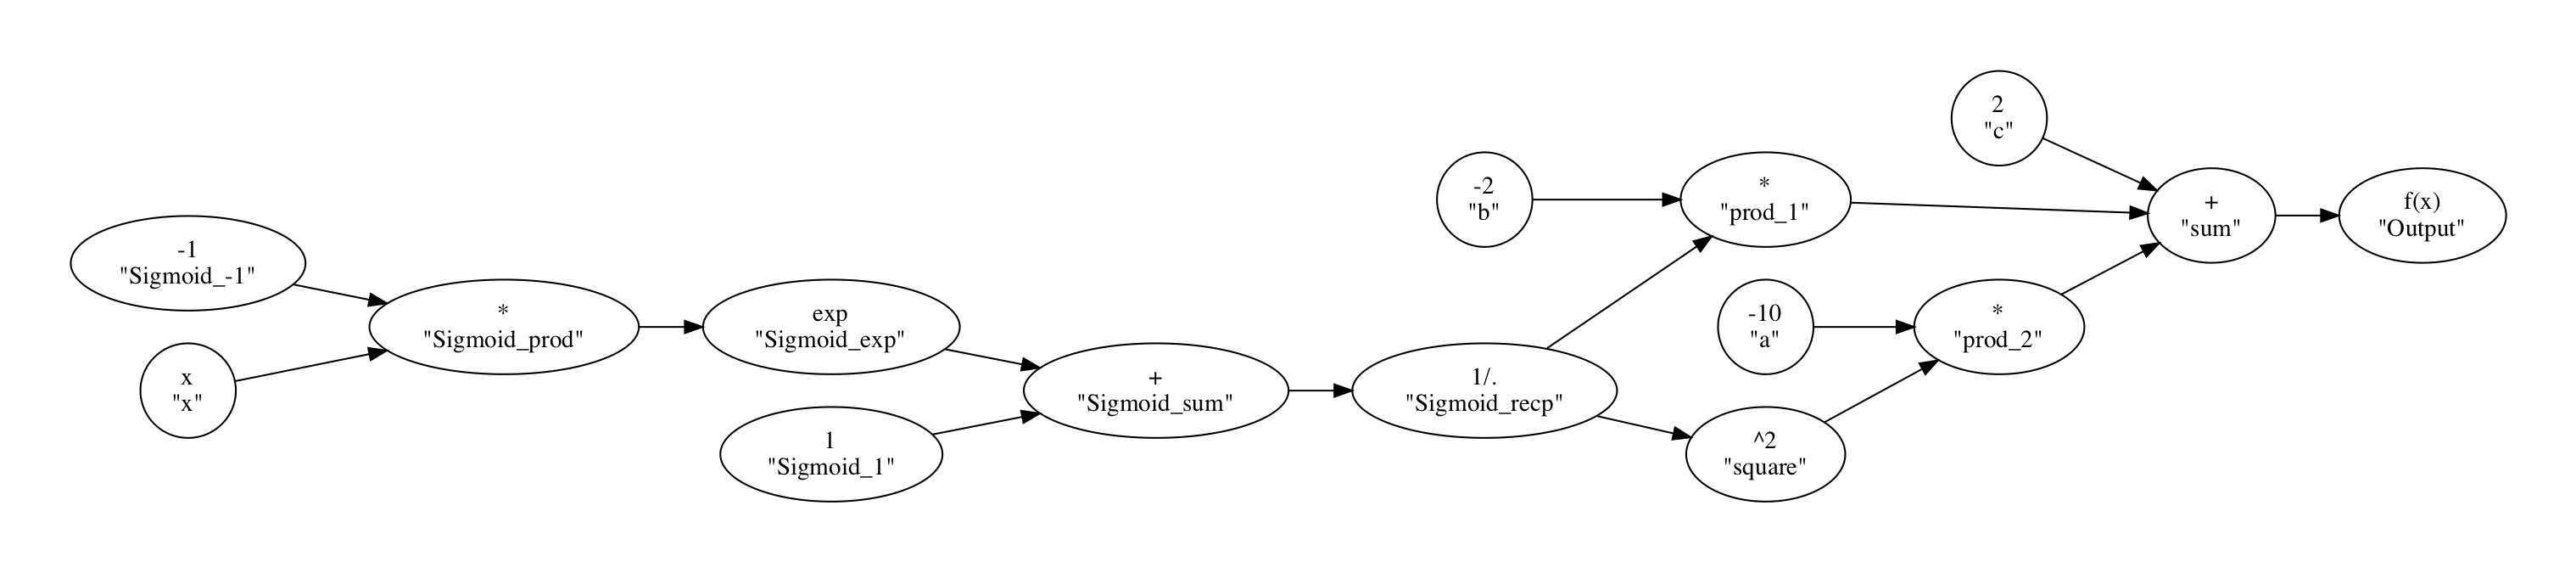 2
"c"
-2
"b"
*
"prod_1"
+
"sum"
f(x)
"Output"
-1
"Sigmoid_-1"
*
"Sigmoid_prod"
exp
"Sigmoid_exp"
-10
"a"
*
"prod_2"
x
"x"
+
"Sigmoid_sum"
1/.
"Sigmoid_recp"
1
"Sigmoid_1"
^2
"square"